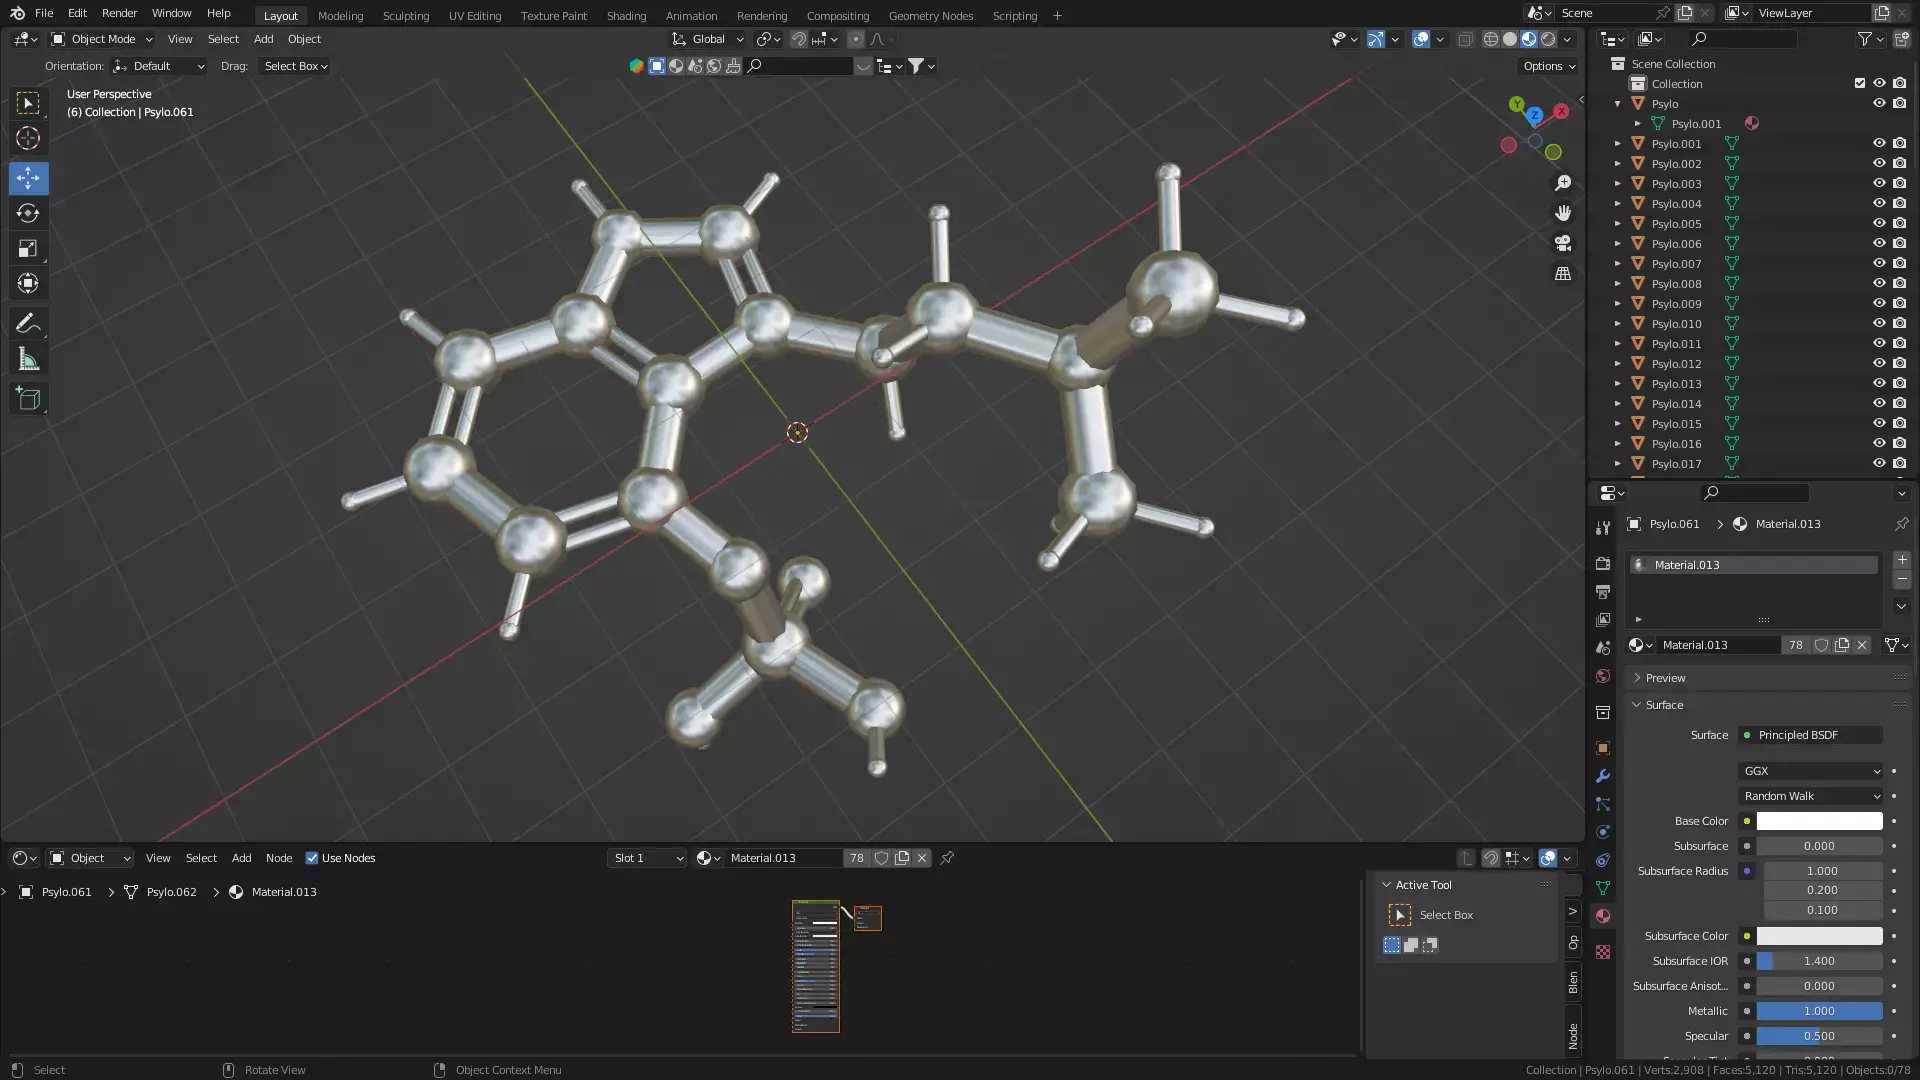 File Edit Render Window Help Layout Modeling Sculpting UV Editing Texture Paint Shading Animation Rendering Compositing Geometry Nodes Scripting + Scene ViewLayer
Object Mode View Select Add Object Global
Orientation: Default Drag: Select Box Options
User Perspective
(6) Collection | Psylo.061
Y Z X
Scene Collection
Collection
Psylo
Psylo.001
Psylo.001
Psylo.002
Psylo.003
Psylo.004
Psylo.005
Psylo.006
Psylo.007
Psylo.008
Psylo.009
Psylo.010
Psylo.011
Psylo.012
Psylo.013
Psylo.014
Psylo.015
Psylo.016
Psylo.017
Psylo.061 > Material.013
Material.013
Material.013 78
Preview
Surface
Surface Principled BSDF
GGX
Random Walk
Base Color
Subsurface 0.000
Subsurface Radius 1.000
0.200
0.100
Subsurface Color
Subsurface IOR 1.400
Subsurface Anisot... 0.000
Metallic 1.000
Specular 0.500
Object View Select Add Node Use Nodes Slot 1 Material.013 78
Psylo.061 > Psylo.062 > Material.013
Active Tool
Select Box
V
Op
Blen
Node
Select Rotate View Object Context Menu Collection | Psylo.061 | Verts:2,908 | Faces:5,120 | Tris:5,120 | Objects:0/78